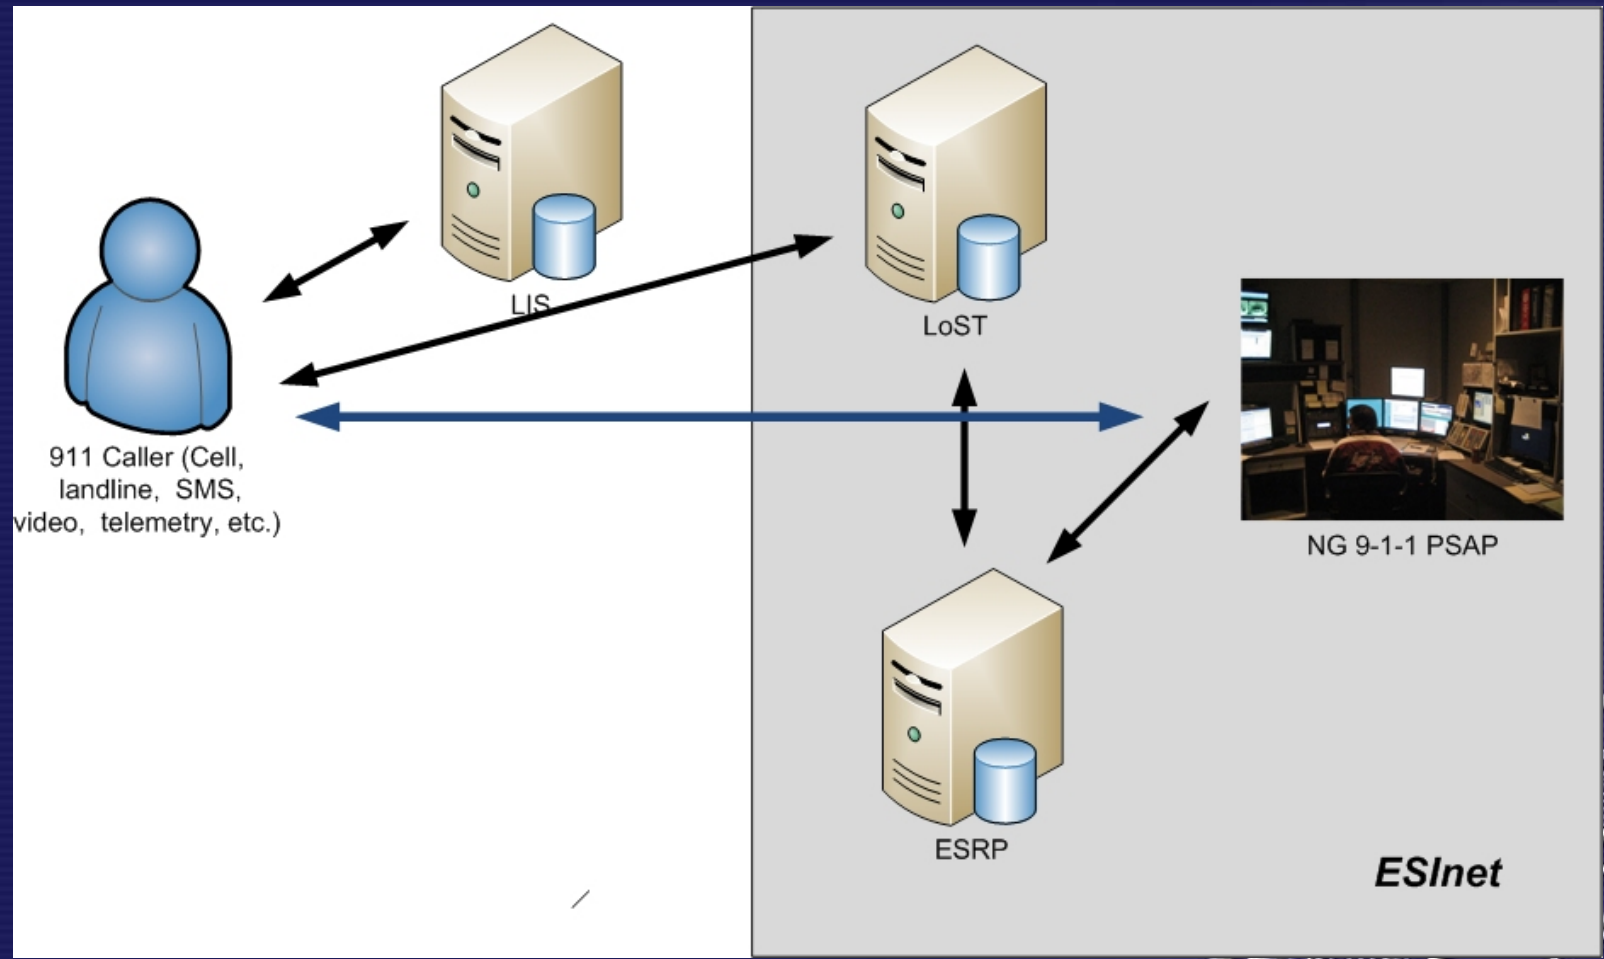 LIS
LoST
911 Caller (Cell,
landline, SMS,
video, telemetry, etc.)
NG 9-1-1 PSAP
ESRP
ESInet